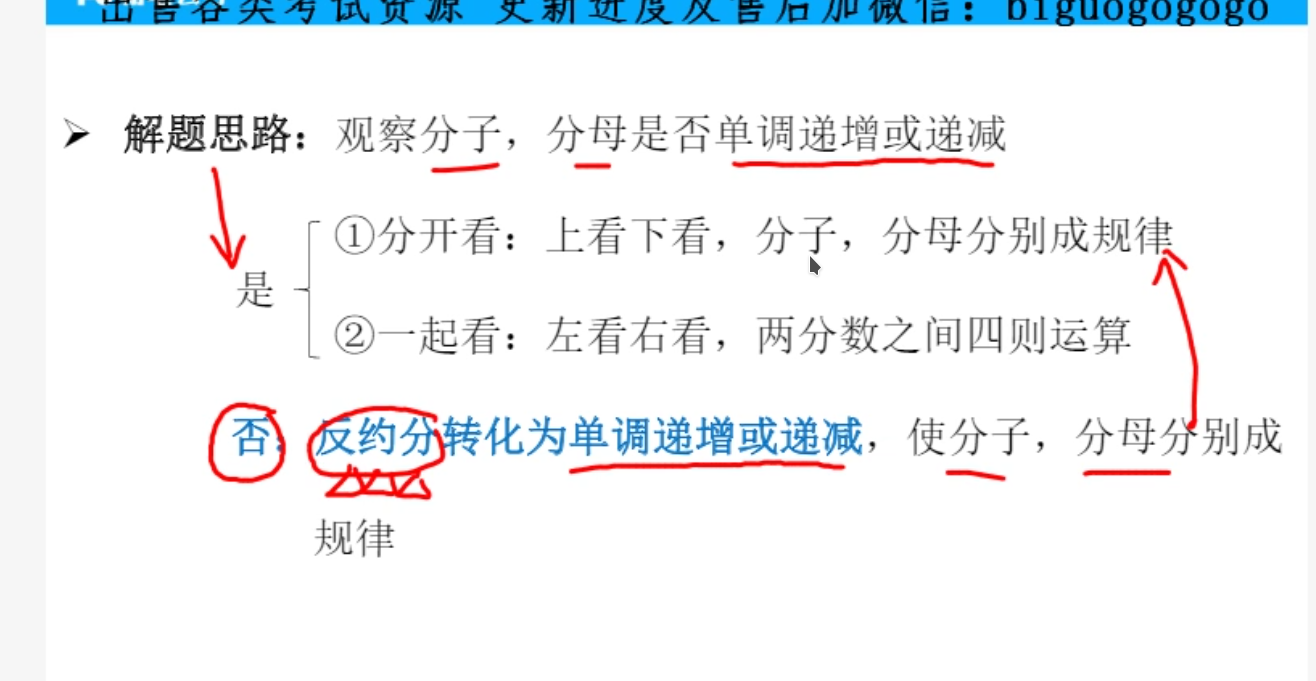 出售各类考试资源 更新进度及售后加微信：biguogogogo
➤ 解题思路：观察分子，分母是否单调递增或递减
①分开看：上看下看，分子，分母分别成规律
是
②一起看：左看右看，两分数之间四则运算
否：反约分转化为单调递增或递减，使分子，分母分别成
规律